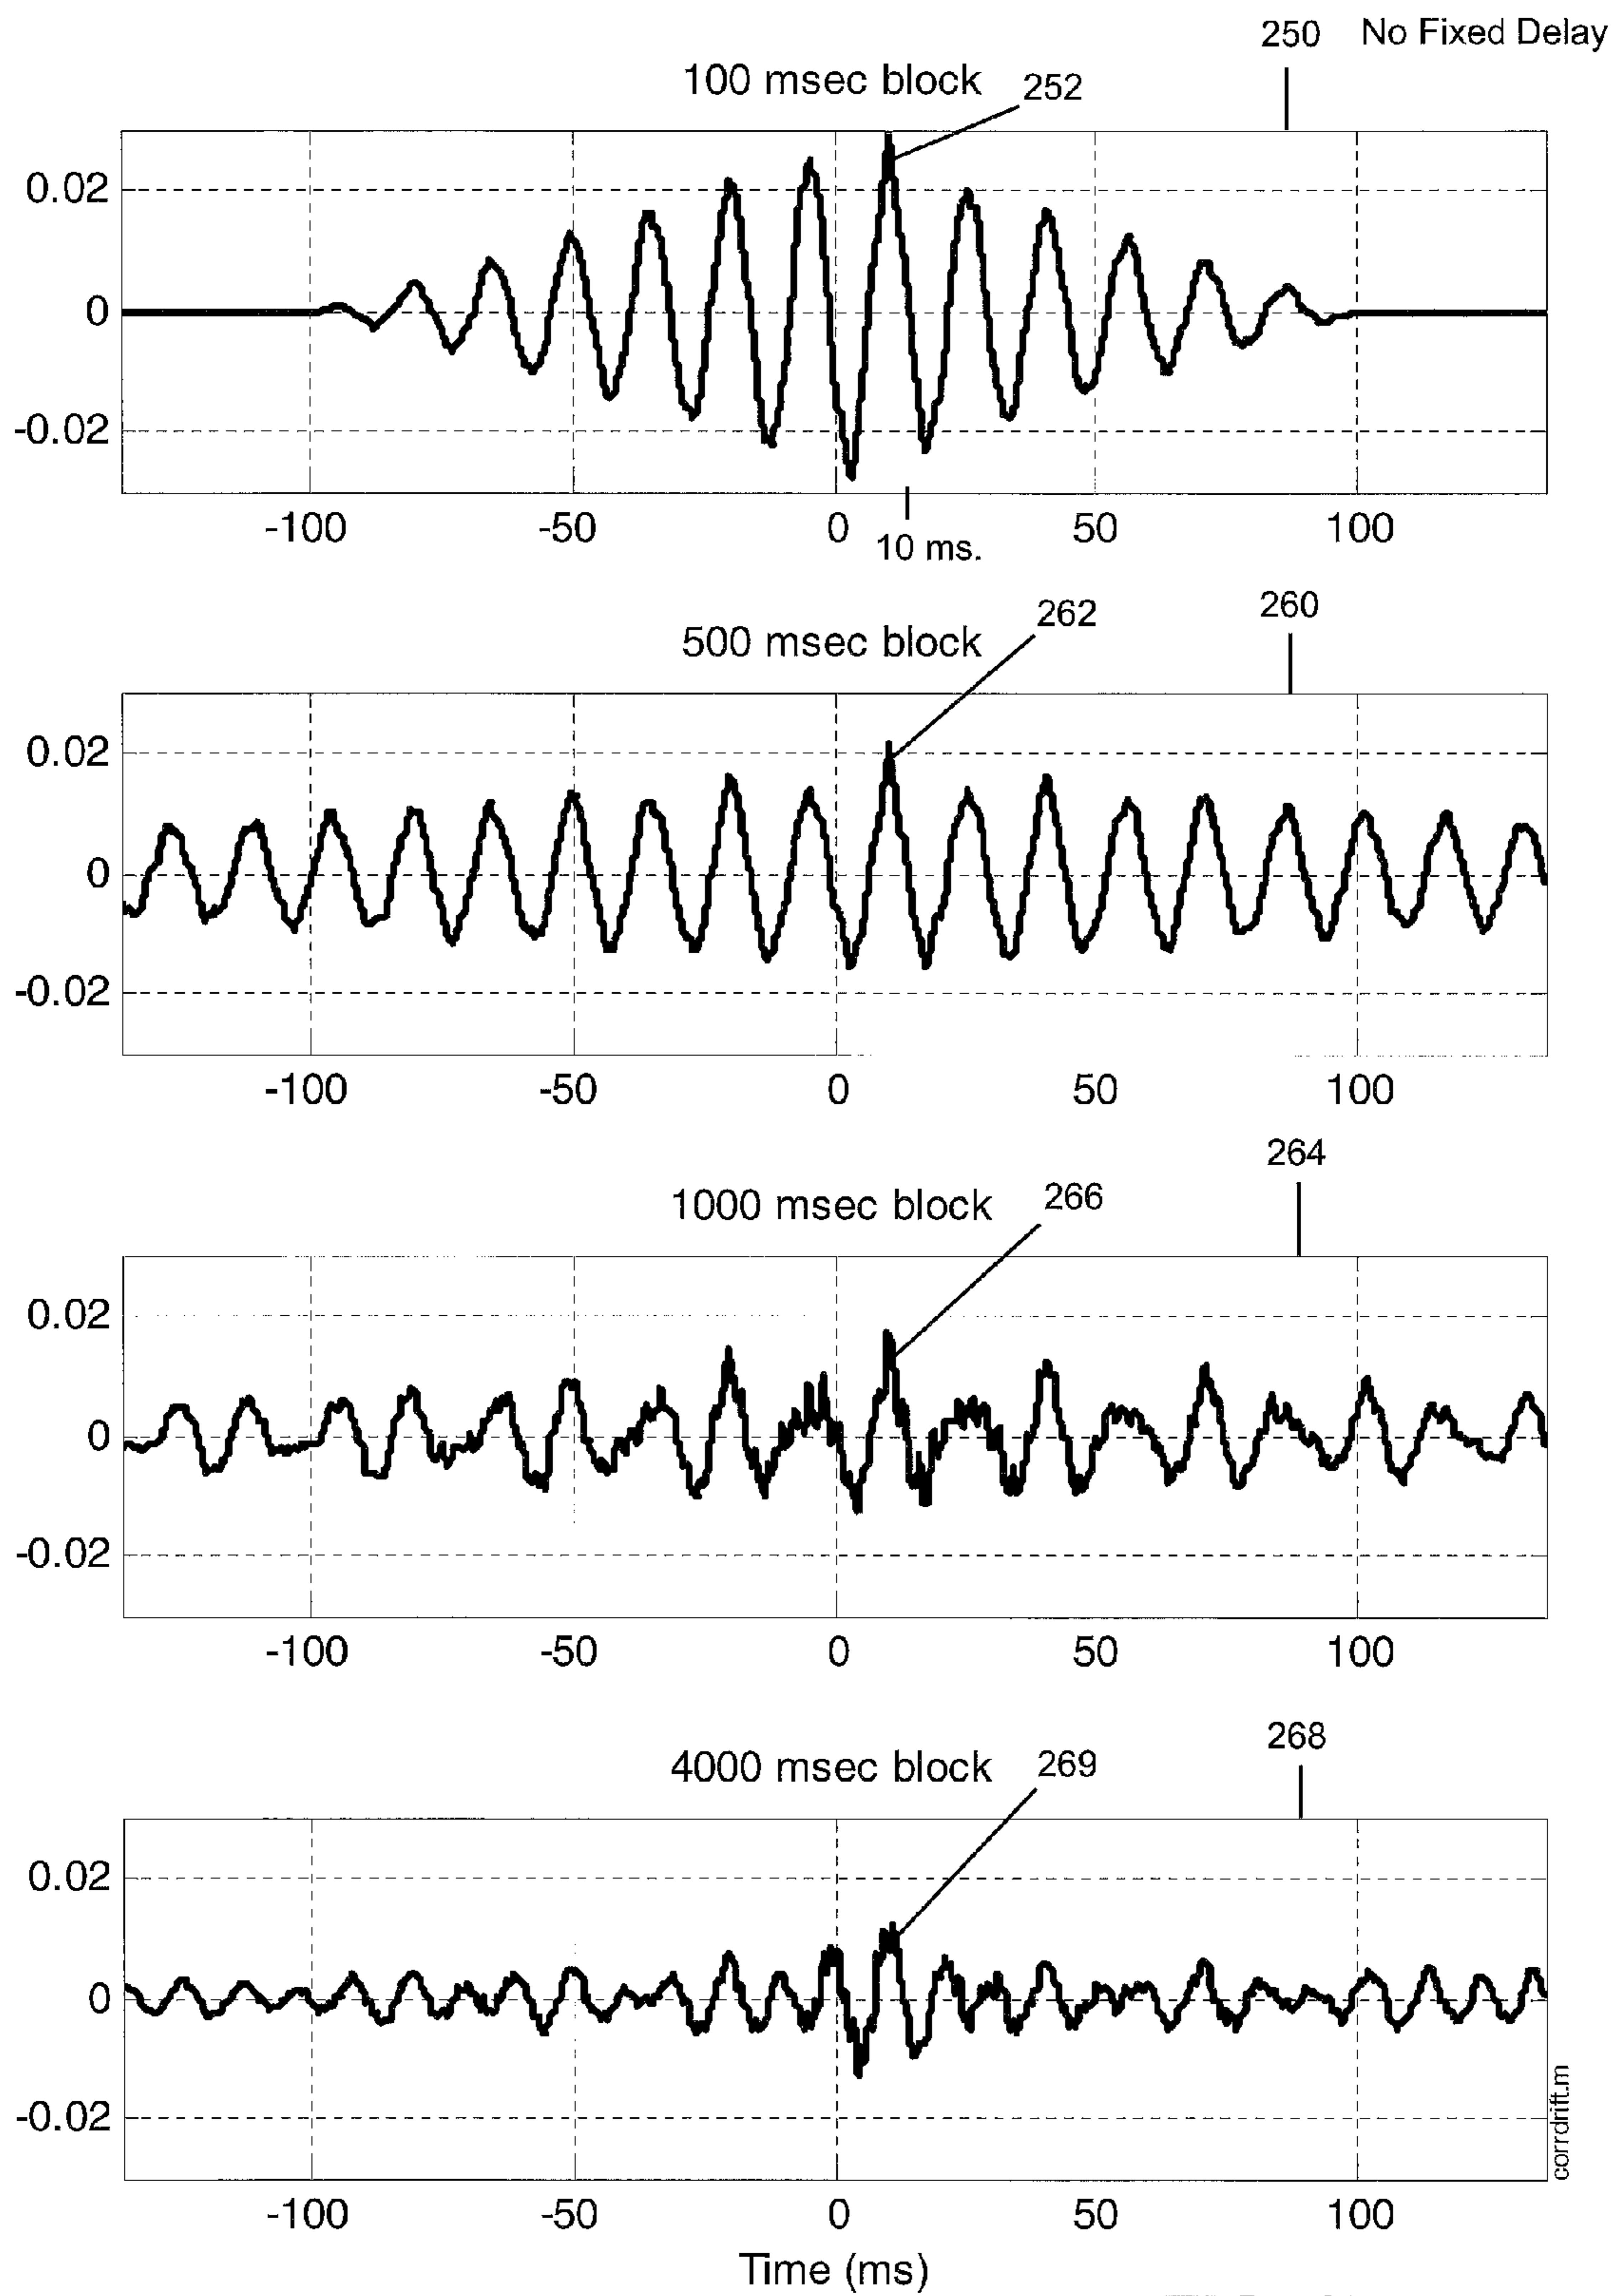 250 No Fixed Delay
100 msec block 252
0.02
0
-0.02
-100 -50 0 50 100
10 ms.
262 260
500 msec block
0.02
0
-0.02
-100 -50 0 50 100
264
1000 msec block 266
0.02
0
-0.02
-100 -50 0 50 100
268
4000 msec block 269
0.02
0
-0.02
corrdrift.m
-100 -50 0 50 100
Time (ms)